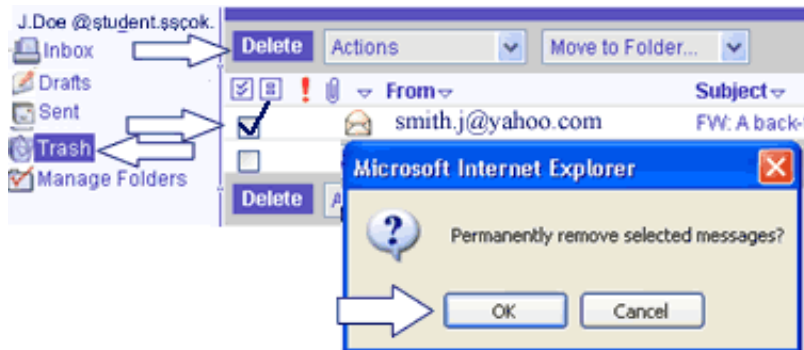 J.Doe @student.sscok.
Inbox
Drafts
Sent
Trash
Manage Folders
Delete Actions Move to Folder...
! From Subject
smith.j@yahoo.com FW: A back-
Delete A
Microsoft Internet Explorer
? Permanently remove selected messages?
OK Cancel